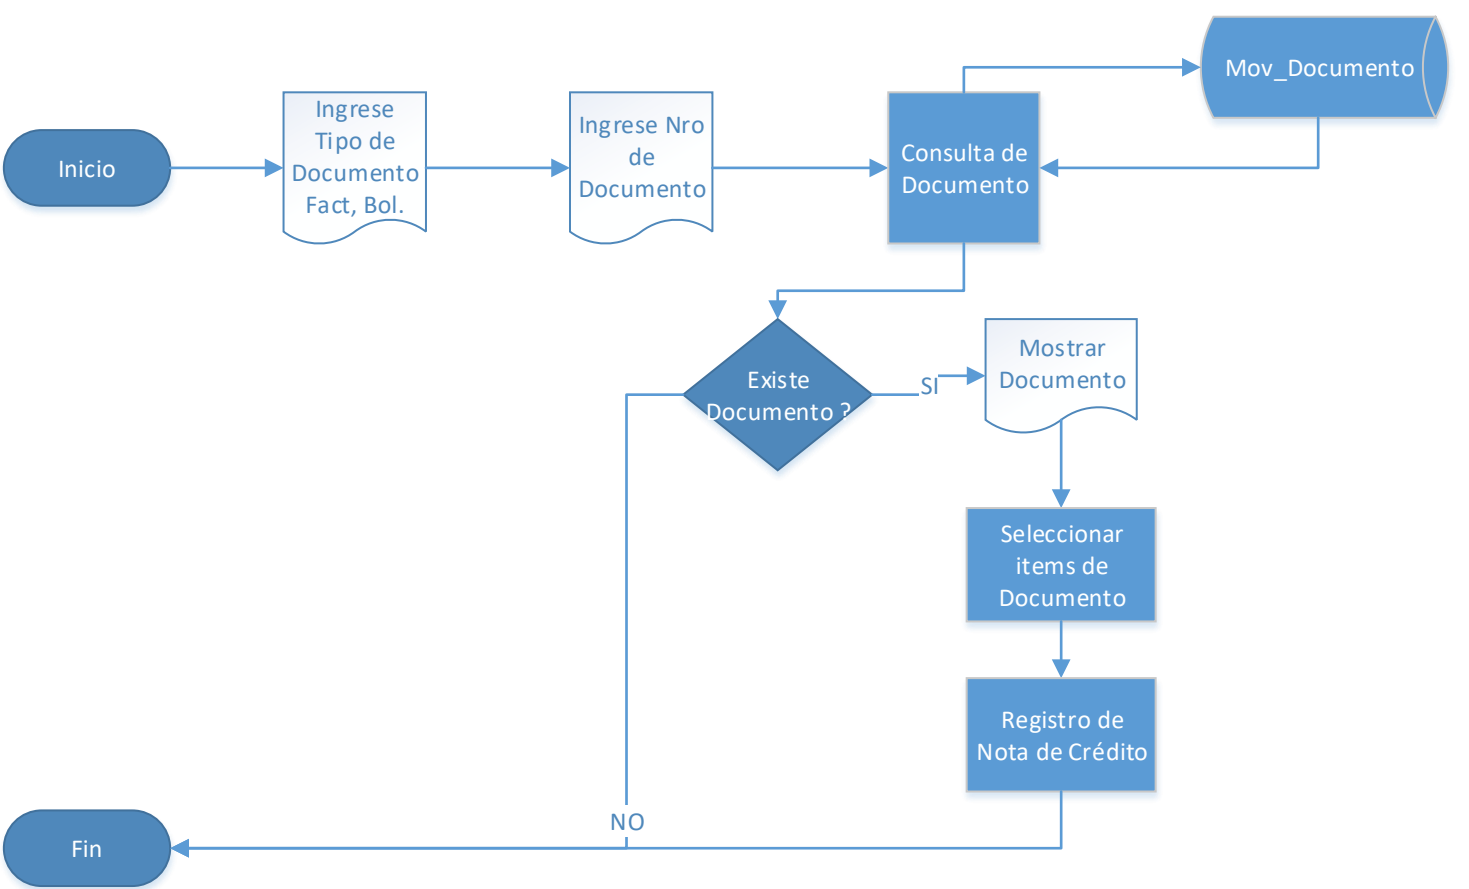 Inicio
Ingrese
Tipo de
Documento
Fact, Bol.
Ingrese Nro
de
Documento
Consulta de
Documento
Mov_Documento
Existe
Documento ?
SI
Mostrar
Documento
Seleccionar
items de
Documento
Registro de
Nota de Crédito
NO
Fin